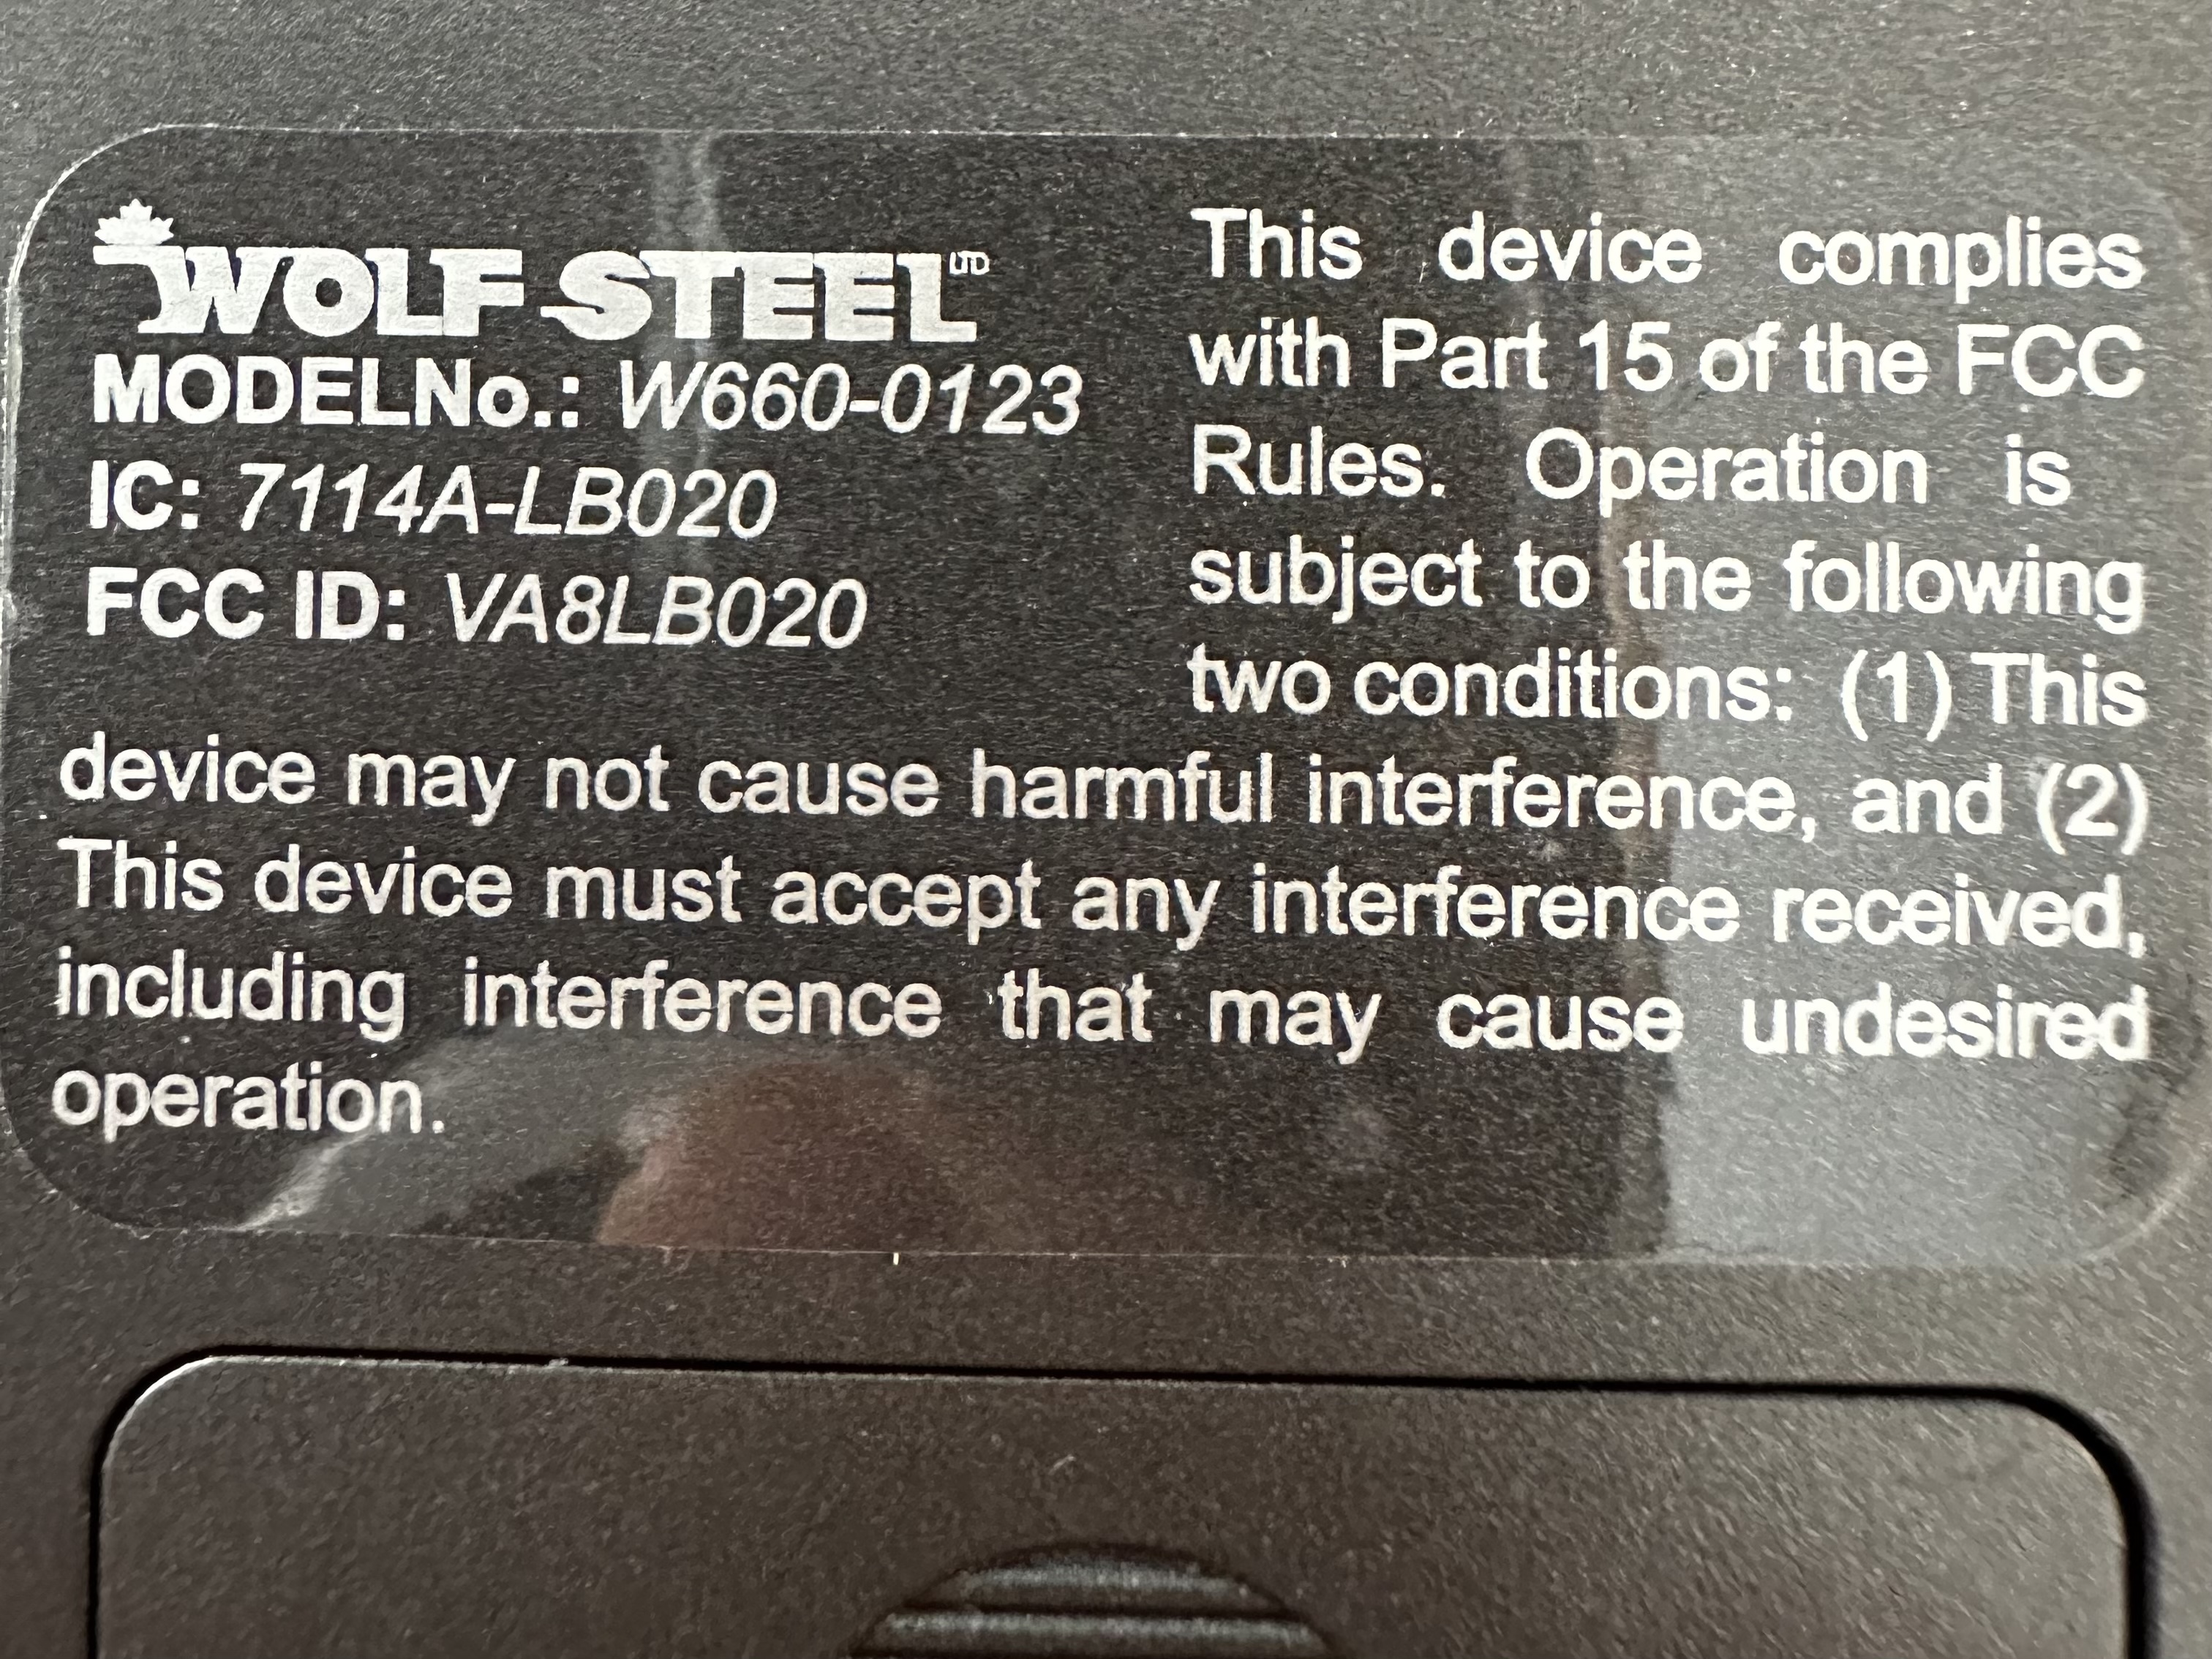 WOLF STEEL LTD
MODELNo.: W660-0123
IC: 7114A-LB020
FCC ID: VA8LB020
This device complies
with Part 15 of the FCC
Rules. Operation is
subject to the following
two conditions: (1) This
device may not cause harmful interference, and (2)
This device must accept any interference received,
including interference that may cause undesired
operation.